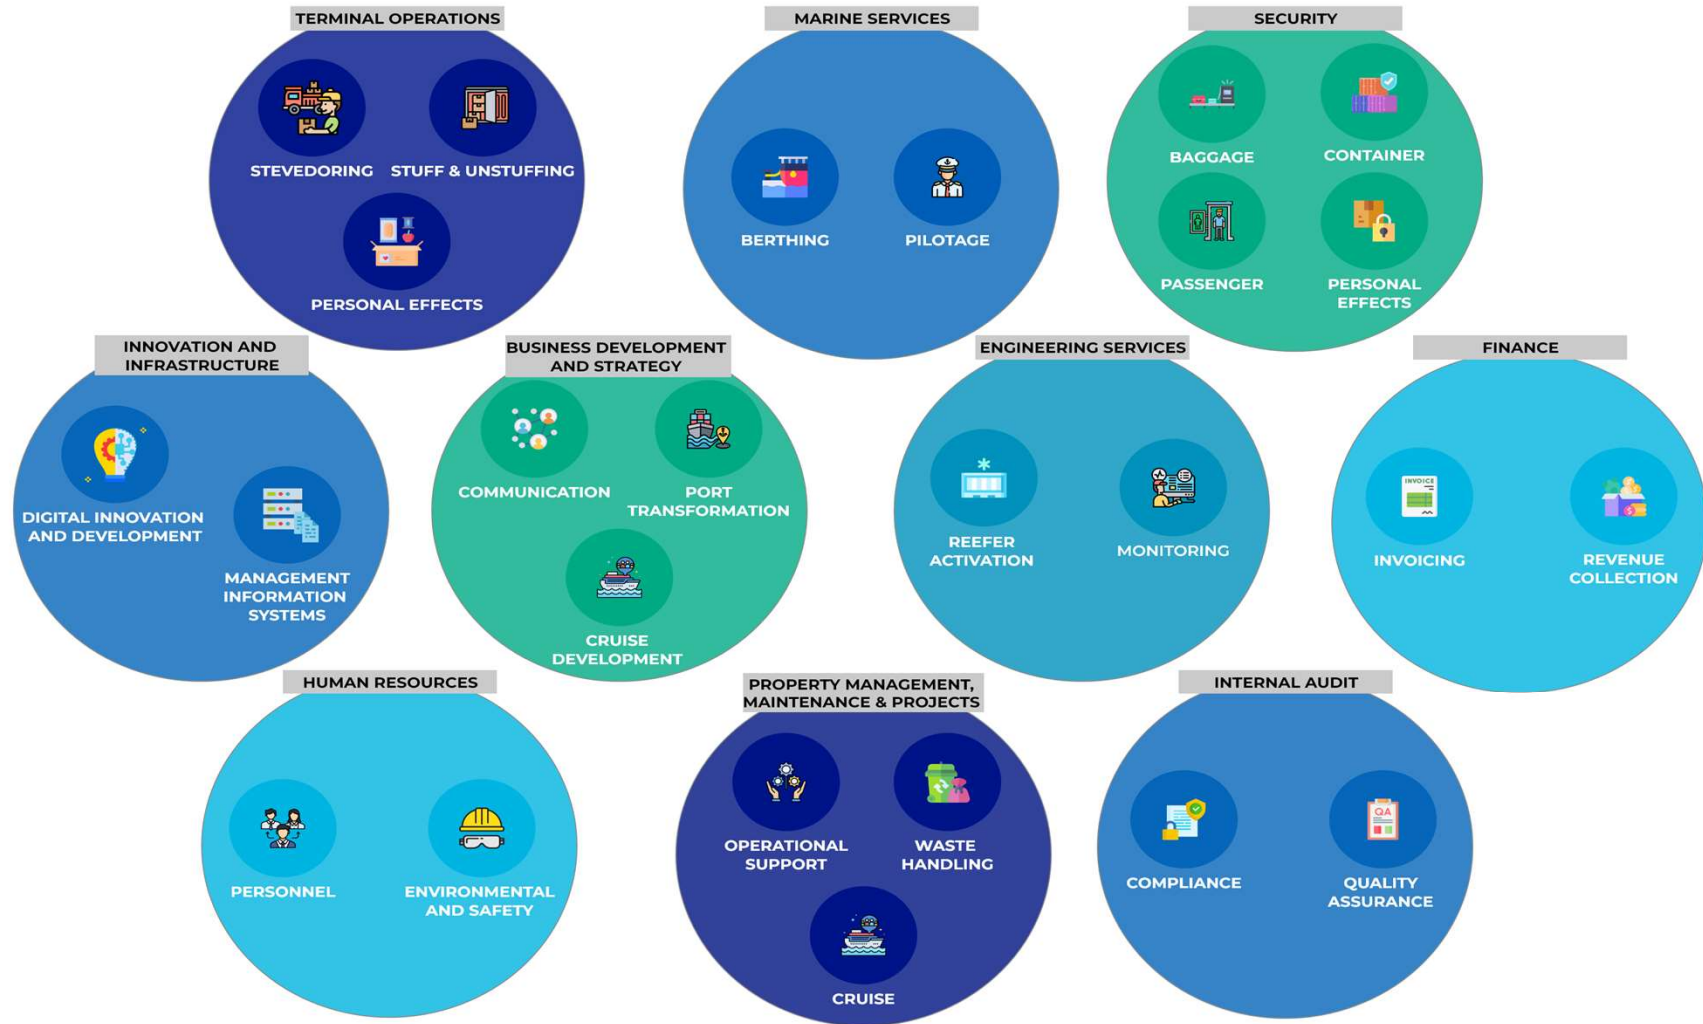 TERMINAL OPERATIONS
STEVEDORING
STUFF & UNSTUFFING
PERSONAL EFFECTS
MARINE SERVICES
BERTHING
PILOTAGE
SECURITY
BAGGAGE
CONTAINER
PASSENGER
PERSONAL
EFFECTS
INNOVATION AND
INFRASTRUCTURE
DIGITAL INNOVATION
AND DEVELOPMENT
MANAGEMENT
INFORMATION
SYSTEMS
BUSINESS DEVELOPMENT
AND STRATEGY
COMMUNICATION
PORT
TRANSFORMATION
CRUISE
DEVELOPMENT
ENGINEERING SERVICES
REEFER
ACTIVATION
MONITORING
FINANCE
INVOICE
INVOICING
REVENUE
COLLECTION
HUMAN RESOURCES
PERSONNEL
ENVIRONMENTAL
AND SAFETY
PROPERTY MANAGEMENT,
MAINTENANCE & PROJECTS
OPERATIONAL
SUPPORT
WASTE
HANDLING
CRUISE
INTERNAL AUDIT
COMPLIANCE
QA
QUALITY
ASSURANCE